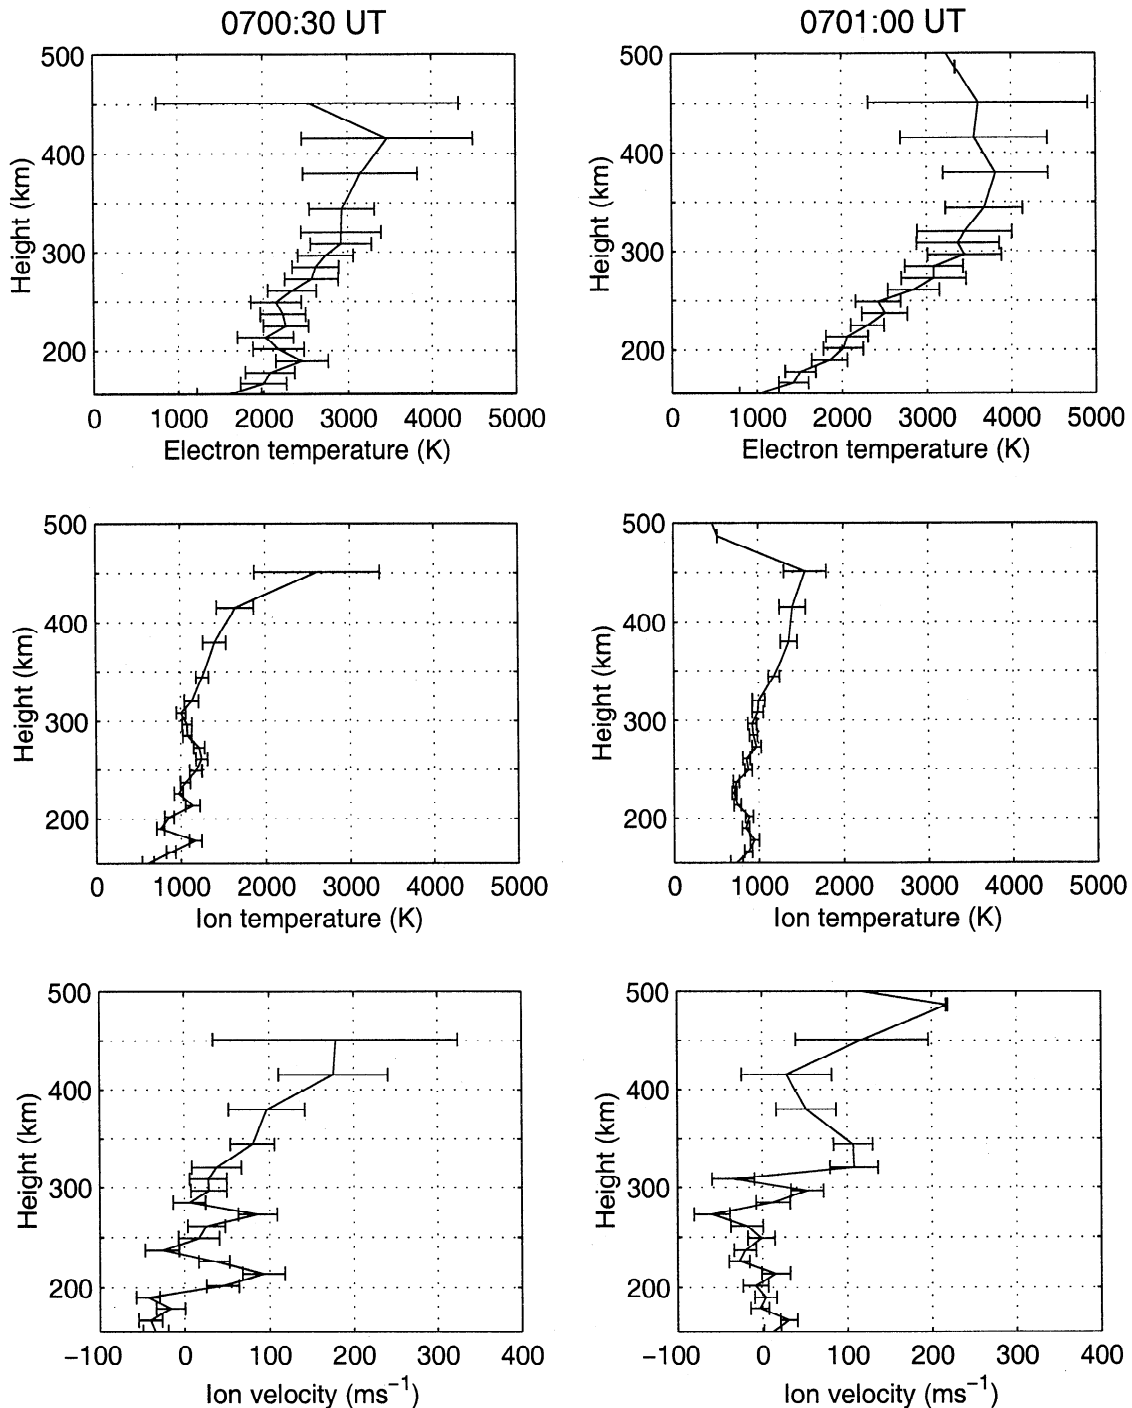 0700:30 UT 0701:00 UT
500 500
400 400
300 300
200 200
Height (km) Height (km)
0 1000 2000 3000 4000 5000 0 1000 2000 3000 4000 5000
Electron temperature (K) Electron temperature (K)
500 500
400 400
300 300
200 200
Height (km) Height (km)
0 1000 2000 3000 4000 5000 0 1000 2000 3000 4000 5000
Ion temperature (K) Ion temperature (K)
500 500
400 400
300 300
200 200
Height (km) Height (km)
−100 0 100 200 300 400 −100 0 100 200 300 400
Ion velocity (ms⁻¹) Ion velocity (ms⁻¹)